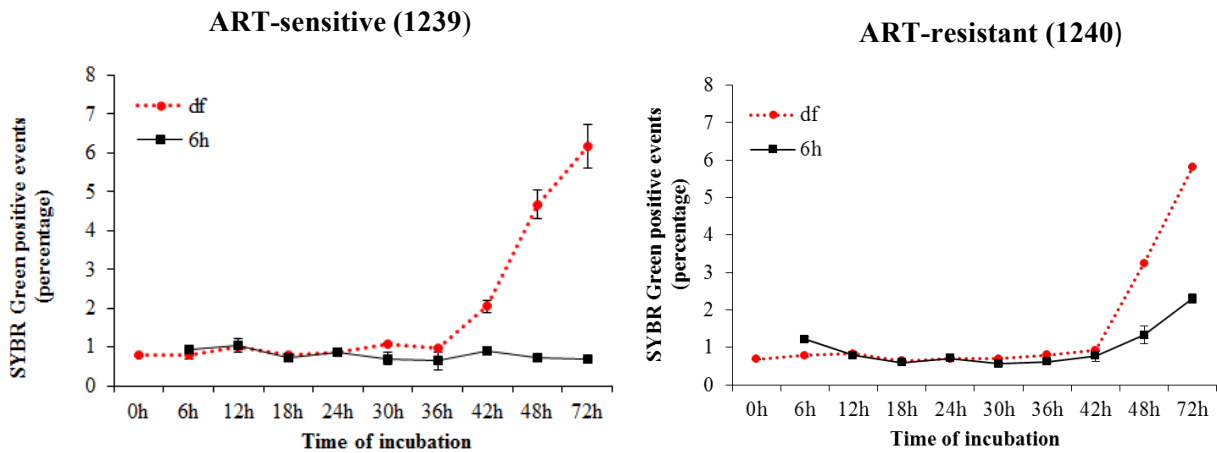 ART-sensitive (1239)
8
7
6
5
4
3
2
1
0
df
6h
SYBR Green positive events
(percentage)
0h 6h 12h 18h 24h 30h 36h 42h 48h 72h
Time of incubation
ART-resistant (1240)
8
7
6
5
4
3
2
1
0
df
6h
SYBR Green positive events
(percentage)
0h 6h 12h 18h 24h 30h 36h 42h 48h 72h
Time of incubation